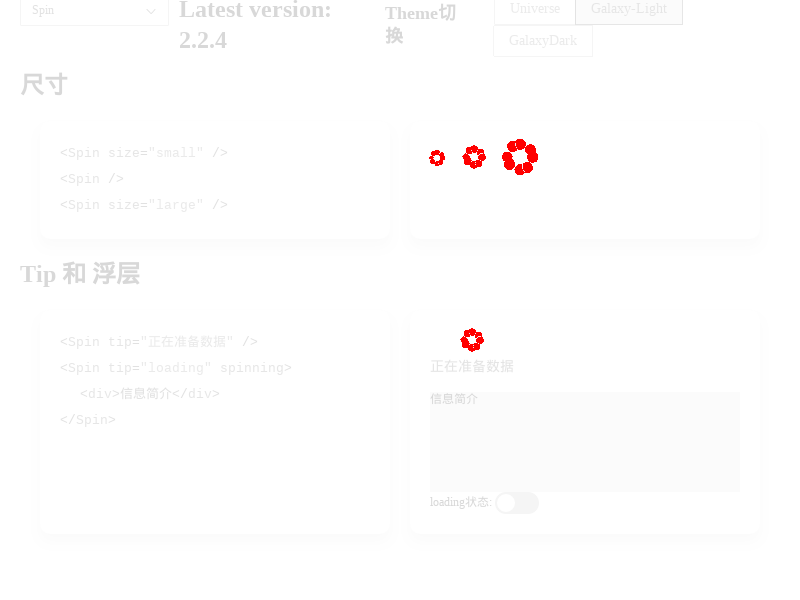 Spin
Latest version:
2.2.4
Theme切
换
Universe
Galaxy-Light
GalaxyDark
尺寸
<Spin size="small" />
<Spin />
<Spin size="large" />
Tip 和 浮层
<Spin tip="正在准备数据" />
<Spin tip="loading" spinning>
<div>信息简介</div>
</Spin>
正在准备数据
信息简介
loading状态: